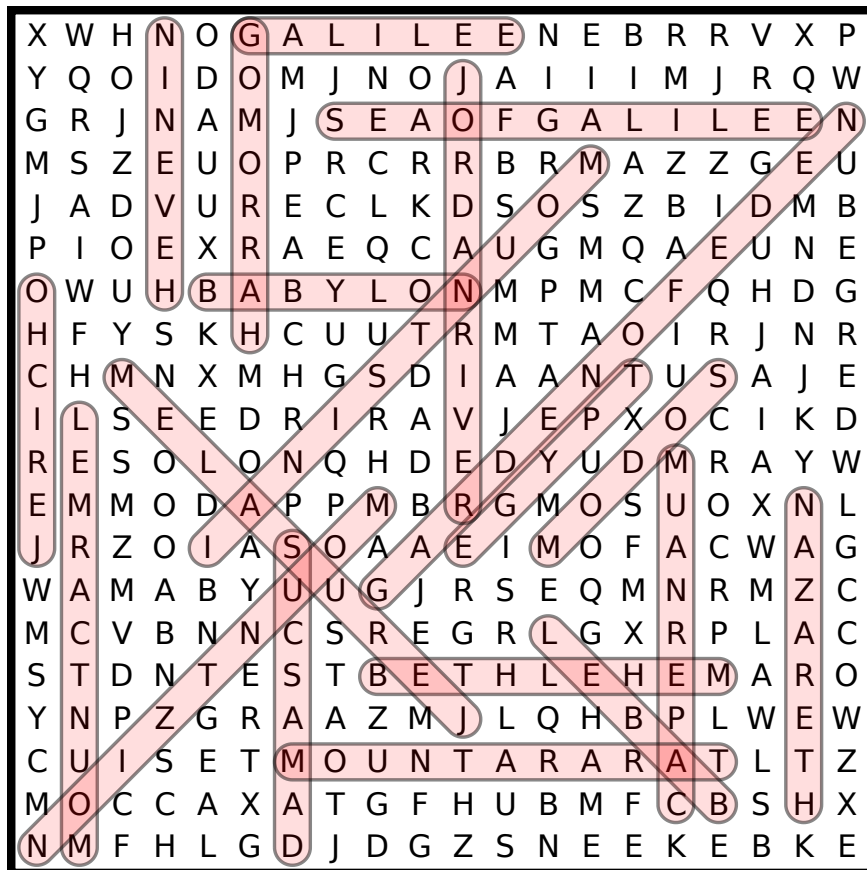 X W H N O G A L I L E E N E B R R V X P
Y Q O I D O M J N O J A I I I M J R Q W
G R J N A M J S E A O F G A L I L E E N
M S Z E U O P R C R R B R M A Z Z G E U
J A D V U R E C L K D S O S Z B I D M B
P I O E X R A E Q C A U G M Q A E U N E
O W U H B A B Y L O N M P M C F Q H D G
H F Y S K H C U U T R M T A O I R J N R
C H M N X M H G S D I A A N T U S A J E
I L S E E D R I R A V J E P X O C I K D
R E S O L O N Q H D E D Y U D M R A Y W
E M M O D A P P M B R G M O S U O X N L
J R Z O I A S O A A E I M O F A C W A G
W A M A B Y U U G J R S E Q M N R M Z C
M C V B N N C S R E G R L G X R P L A C
S T D N T E S T B E T H L E H E M A R O
Y N P Z G R A A Z M J L Q H B P L W E W
C U I S E T M O U N T A R A R A T L T Z
M O C C A X A T G F H U B M F C B S H X
N M F H L G D J D G Z S N E E K E B K E